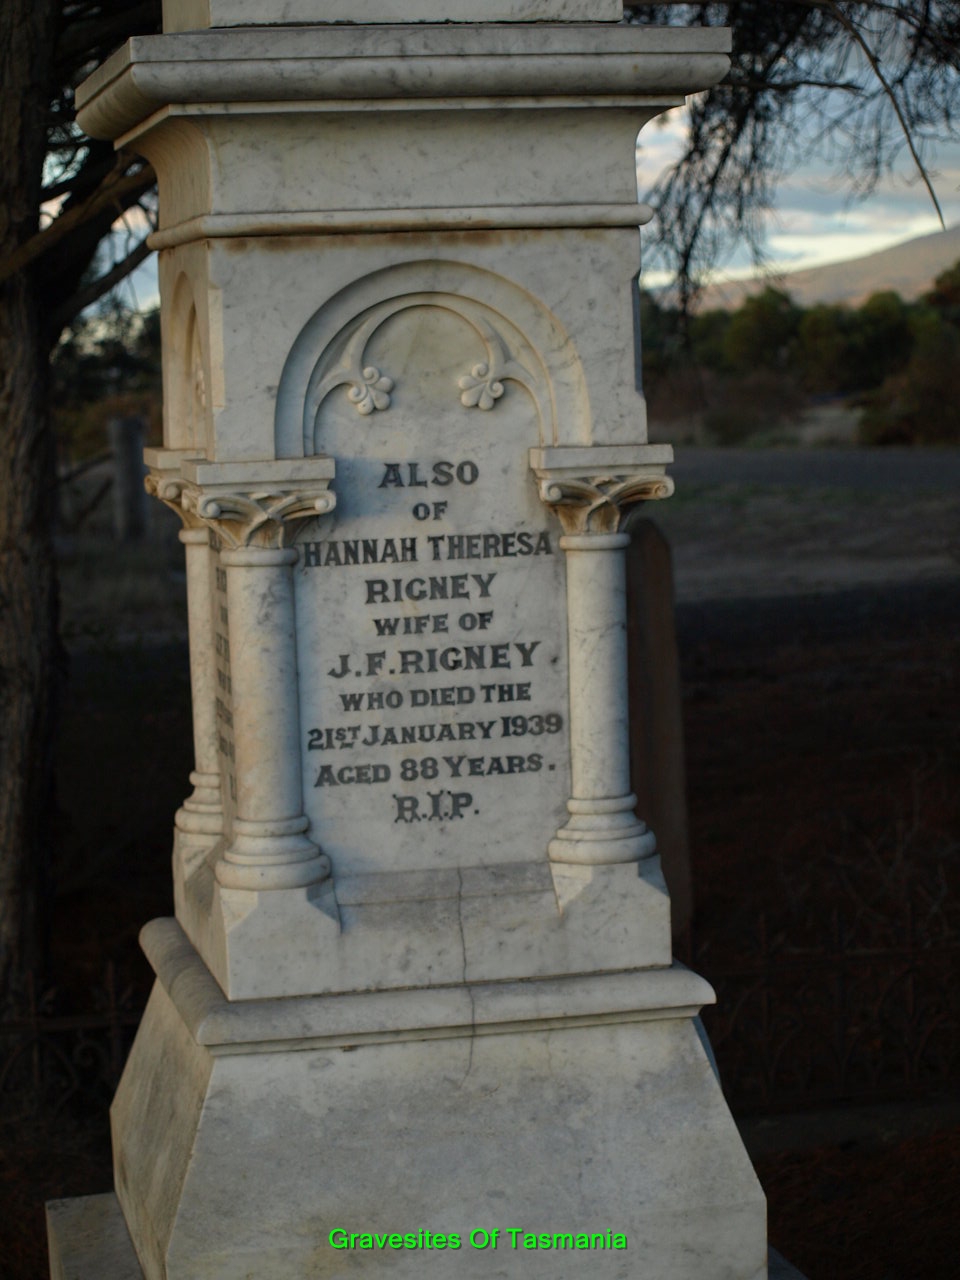 ALSO
OF
HANNAH THERESA
RIGNEY
WIFE OF
J.F. RIGNEY
WHO DIED THE
21ST JANUARY 1939
AGED 88 YEARS.
R.I.P.
Gravesites Of Tasmania